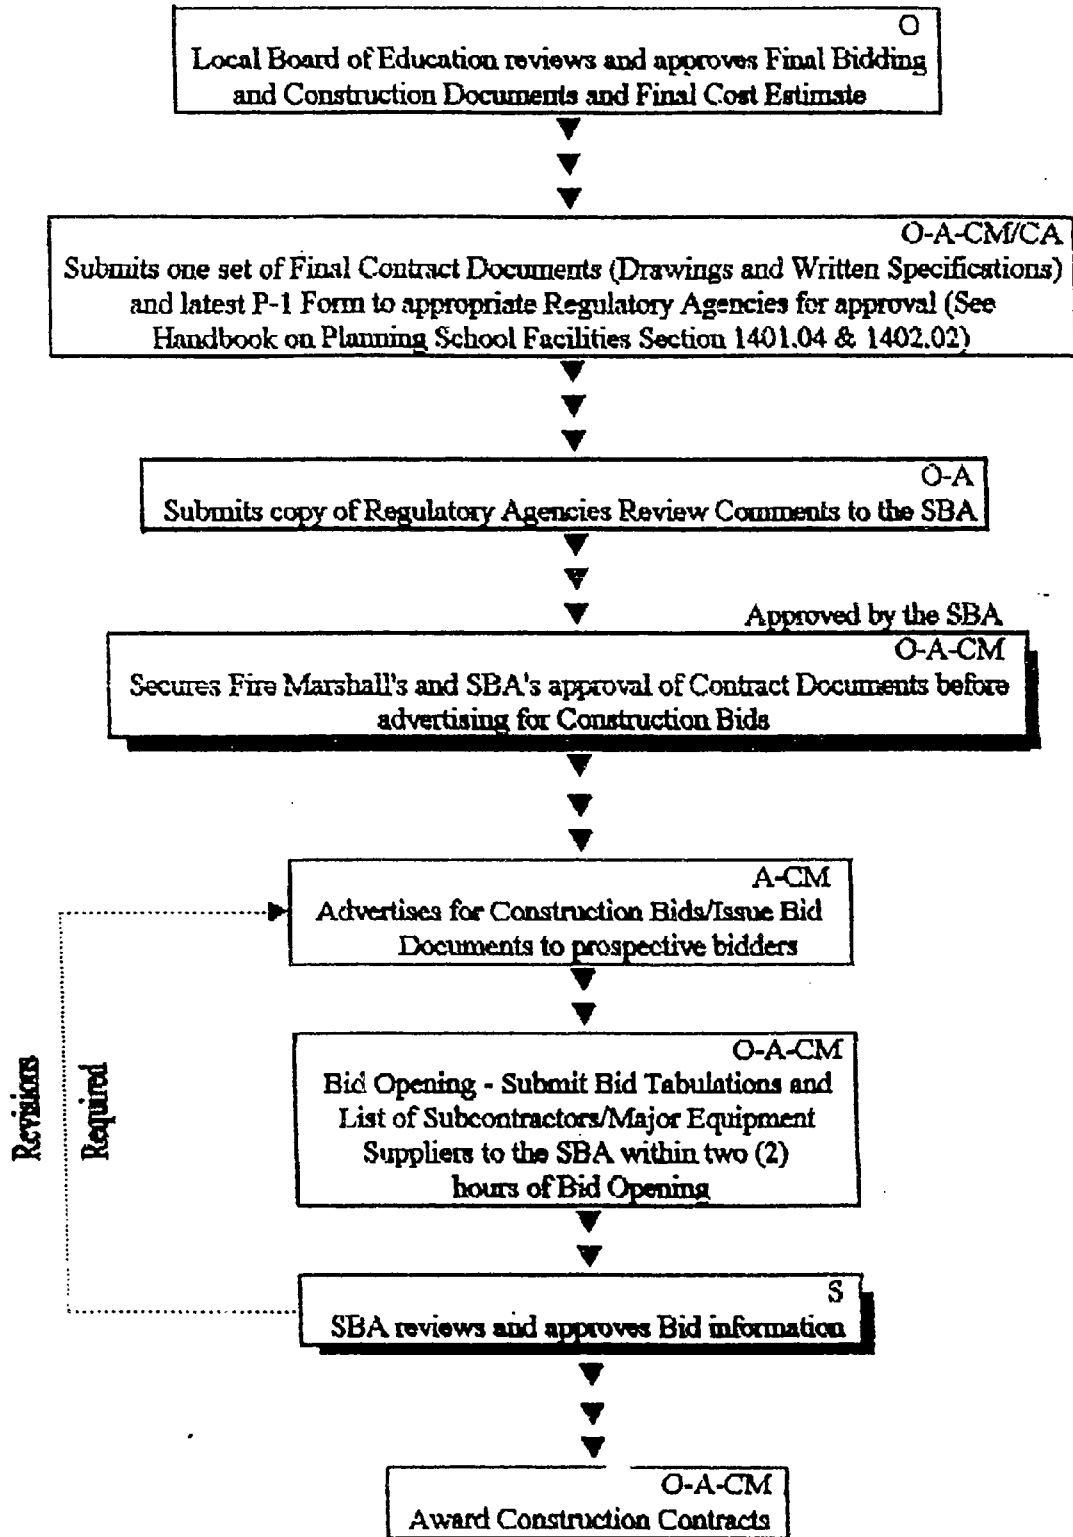 O
Local Board of Education reviews and approves Final Bidding
and Construction Documents and Final Cost Estimate
O-A-CM/CA
Submits one set of Final Contract Documents (Drawings and Written Specifications)
and latest P-1 Form to appropriate Regulatory Agencies for approval (See
Handbook on Planning School Facilities Section 1401.04 & 1402.02)
O-A
Submits copy of Regulatory Agencies Review Comments to the SBA
Approved by the SBA
O-A-CM
Secures Fire Marshall's and SBA's approval of Contract Documents before
advertising for Construction Bids
A-CM
Advertises for Construction Bids/Issue Bid
Documents to prospective bidders
Revisions
Required
O-A-CM
Bid Opening - Submit Bid Tabulations and
List of Subcontractors/Major Equipment
Suppliers to the SBA within two (2)
hours of Bid Opening
S
SBA reviews and approves Bid information
O-A-CM
Award Construction Contracts